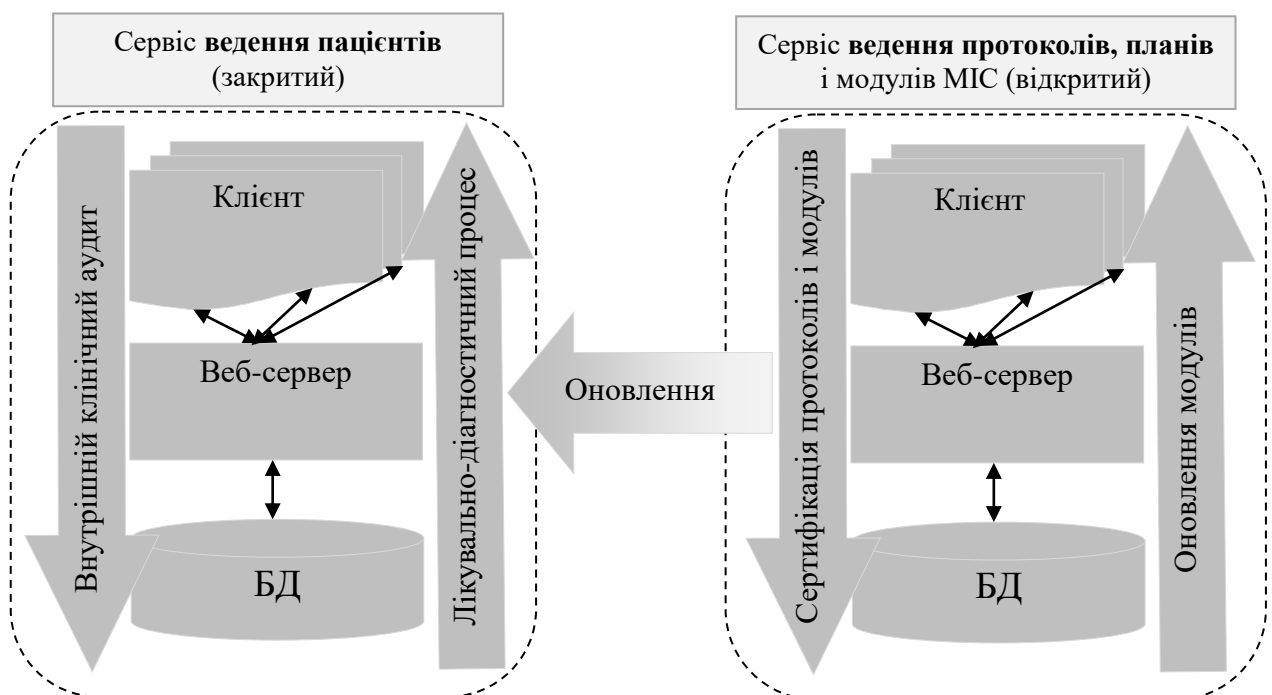 Сервіс ведення пацієнтів
(закритий)
Внутрішній клінічний аудит
Клієнт
Веб-сервер
БД
Лікувально-діагностичний процес
Оновлення
Сервіс ведення протоколів, планів
і модулів МІС (відкритий)
Сертифікація протоколів і модулів
Клієнт
Веб-сервер
БД
Оновлення модулів